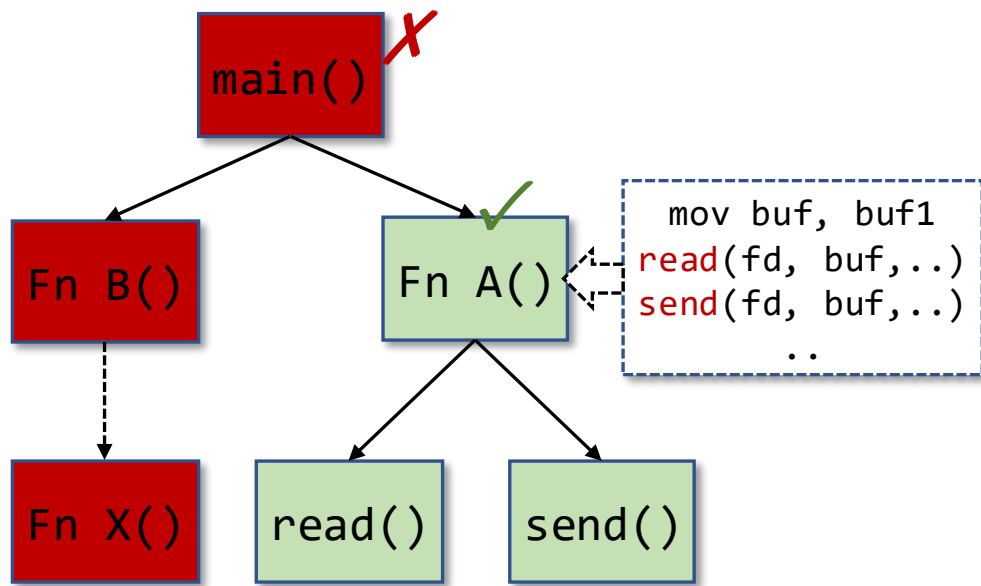 main()
Fn B()
Fn A()
mov buf, buf1
read(fd, buf,..)
send(fd, buf,..)
..
Fn X()
read()
send()